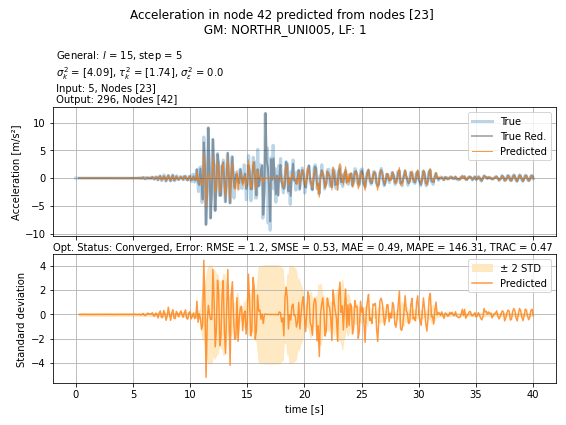 Acceleration in node 42 predicted from nodes [23]
GM: NORTHR_UNI005, LF: 1
General: l = 15, step = 5
σ²ₖ = [4.09], τ²ₖ = [1.74], σ²ε = 0.0
Input: 5, Nodes [23]
Output: 296, Nodes [42]
Acceleration [m/s²]
10
5
0
−5
−10
True
True Red.
Predicted
Opt. Status: Converged, Error: RMSE = 1.2, SMSE = 0.53, MAE = 0.49, MAPE = 146.31, TRAC = 0.47
Standard deviation
4
2
0
−2
−4
± 2 STD
Predicted
0 5 10 15 20 25 30 35 40
time [s]